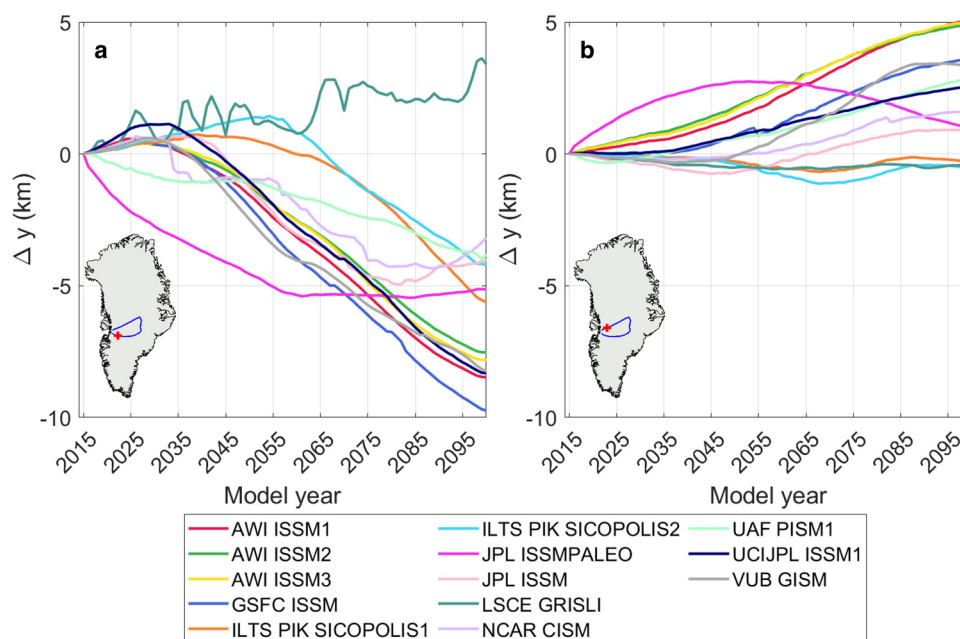 a
b
5
0
-5
-10
Δ y (km)
2015
2025
2035
2045
2055
2065
2075
2085
2095
Model year
5
0
-5
-10
Δ y (km)
2015
2025
2035
2045
2055
2065
2075
2085
2095
Model year
AWI ISSM1
AWI ISSM2
AWI ISSM3
GSFC ISSM
ILTS PIK SICOPOLIS1
ILTS PIK SICOPOLIS2
JPL ISSMPALEO
JPL ISSM
LSCE GRISLI
NCAR CISM
UAF PISM1
UCIJPL ISSM1
VUB GISM